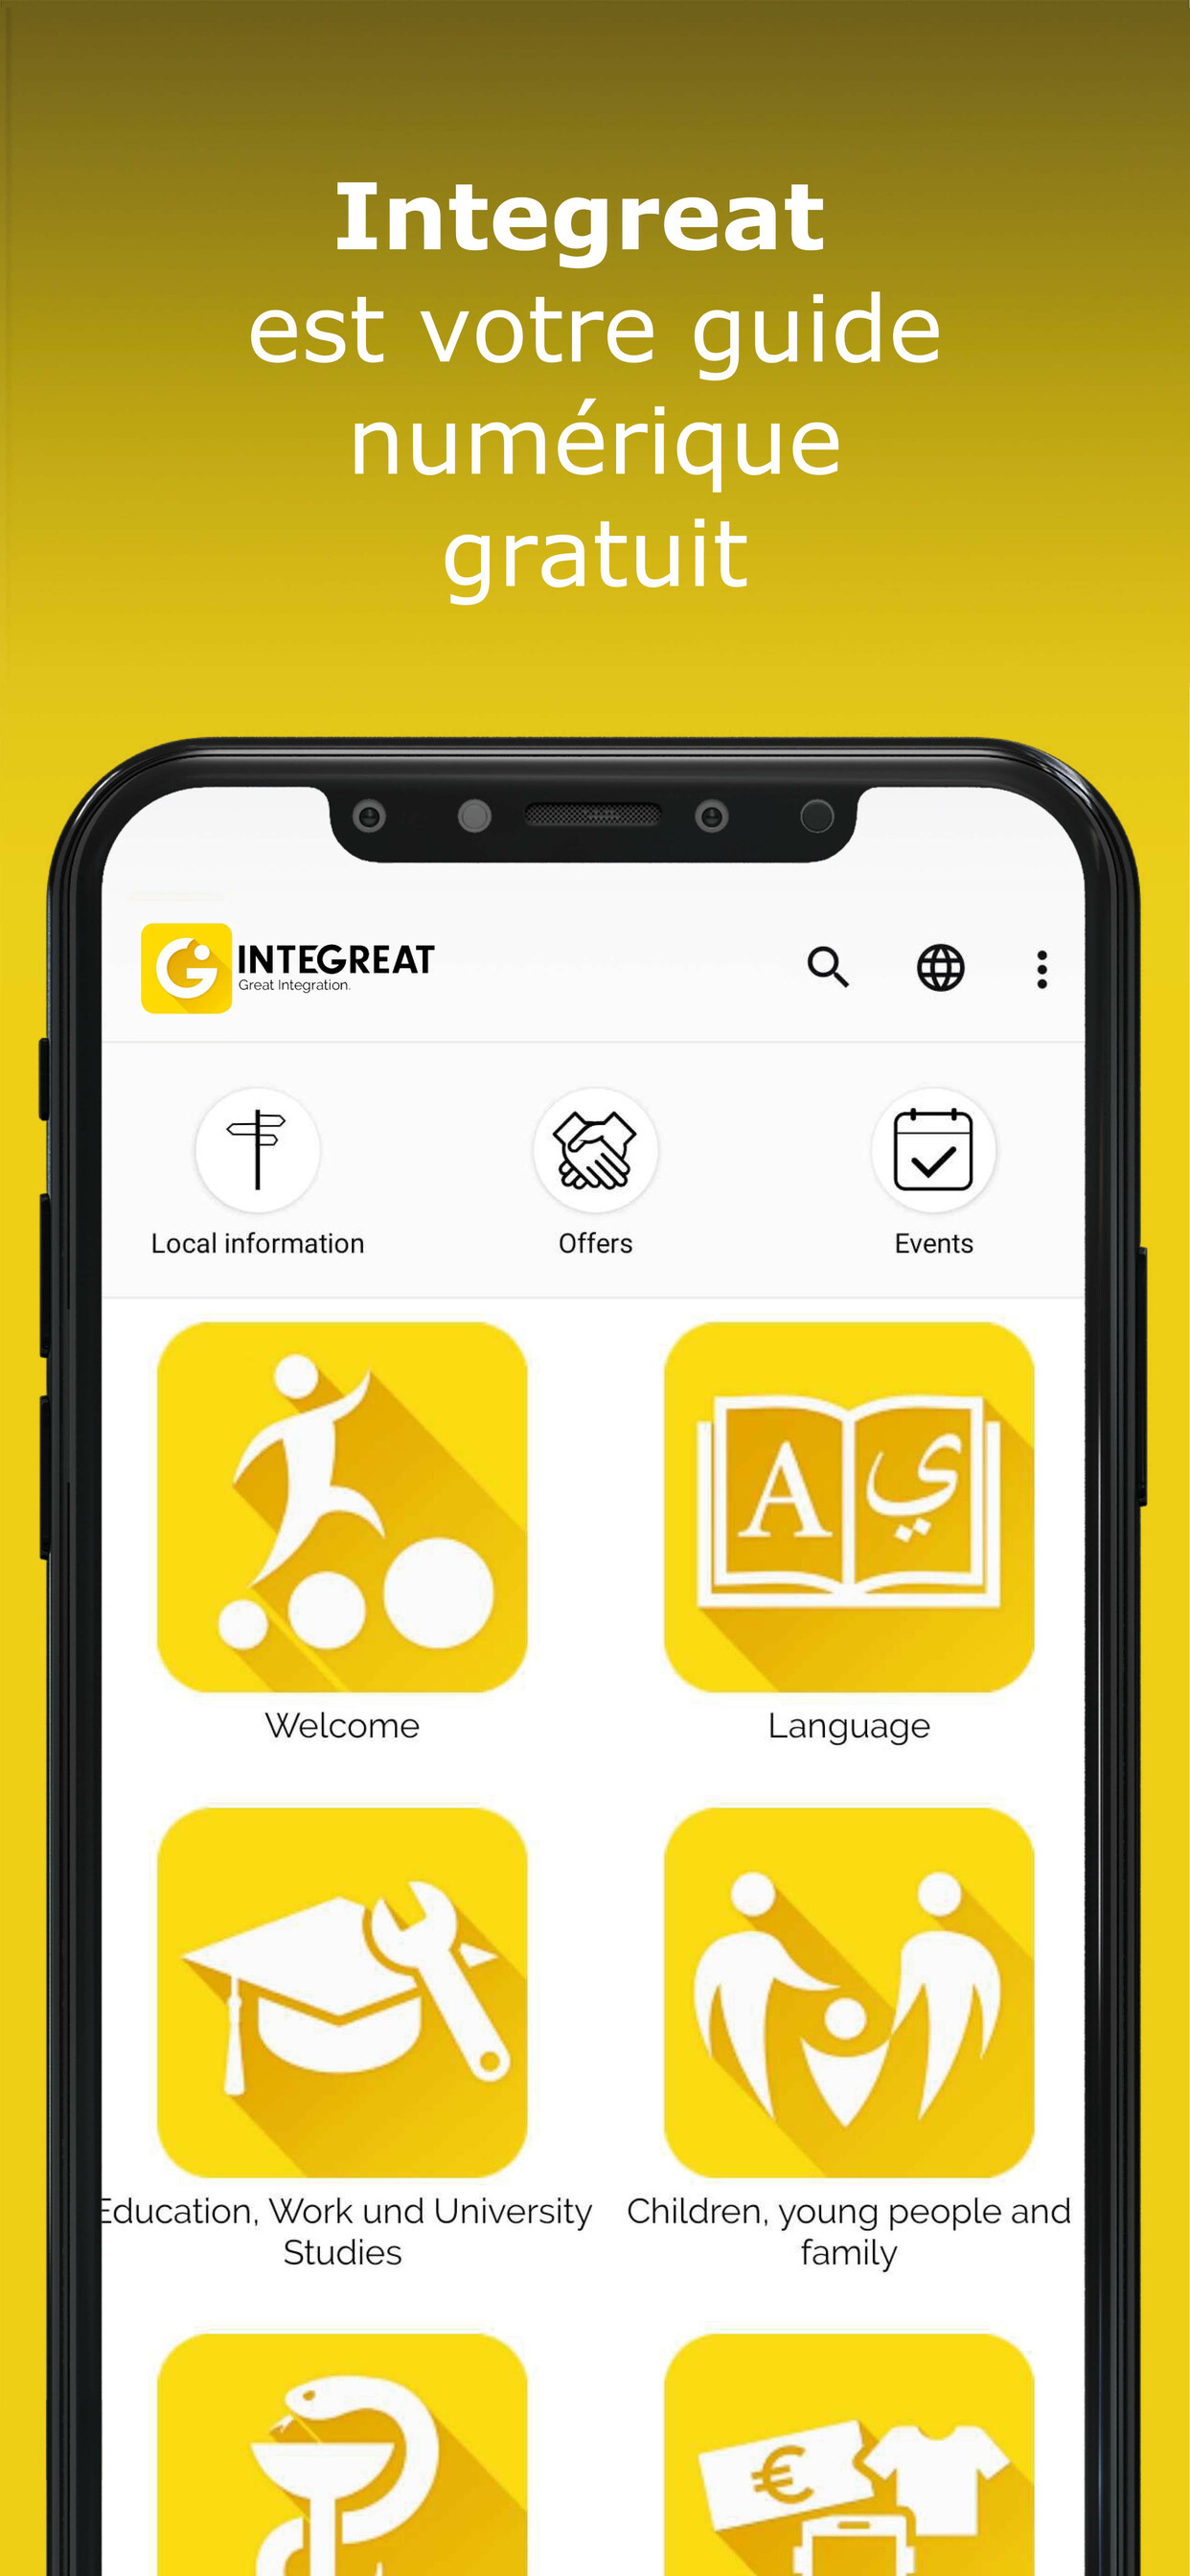 Integreat
est votre guide
numérique
gratuit
INTEGREAT
Great Integration.
Local information
Offers
Events
A ي
Welcome
Language
Education, Work und University
Studies
Children, young people and
family
€